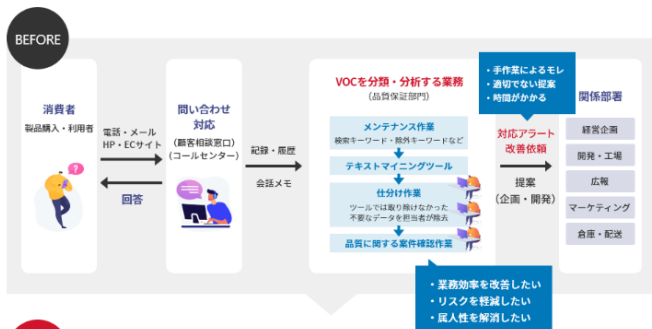 BEFORE
消費者
製品購入・利用者
電話・メール
HP・ECサイト
回答
問い合わせ
対応
(顧客相談窓口)
(コールセンター)
記録・履歴
会話メモ
VOCを分類・分析する業務
(品質保証部門)
メンテナンス作業
検索キーワード・除外キーワードなど
テキストマイニングツール
仕分け作業
ツールでは取り除けなかった
不要なデータを担当者が除去
品質に関する案件確認作業
・業務効率を改善したい
・リスクを軽減したい
・属人性を解消したい
・手作業によるモレ
・適切でない提案
・時間がかかる
対応アラート
改善依頼
提案
(企画・開発)
関係部署
経営企画
開発・工場
広報
マーケティング
倉庫・配送